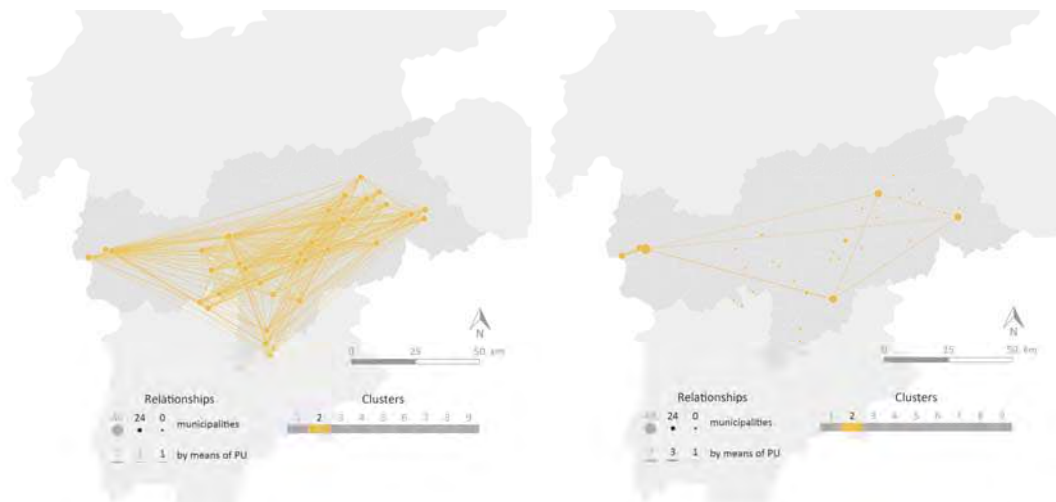 N
0 25 50 km
Relationships
24 0
municipalities
1
by means of PU
Clusters
1 2 3 4 5 6 7 8 9
N
0 50 km
Relationships
48 24 0
municipalities
3 1
by means of PU
Clusters
1 2 3 4 5 6 7 8 9